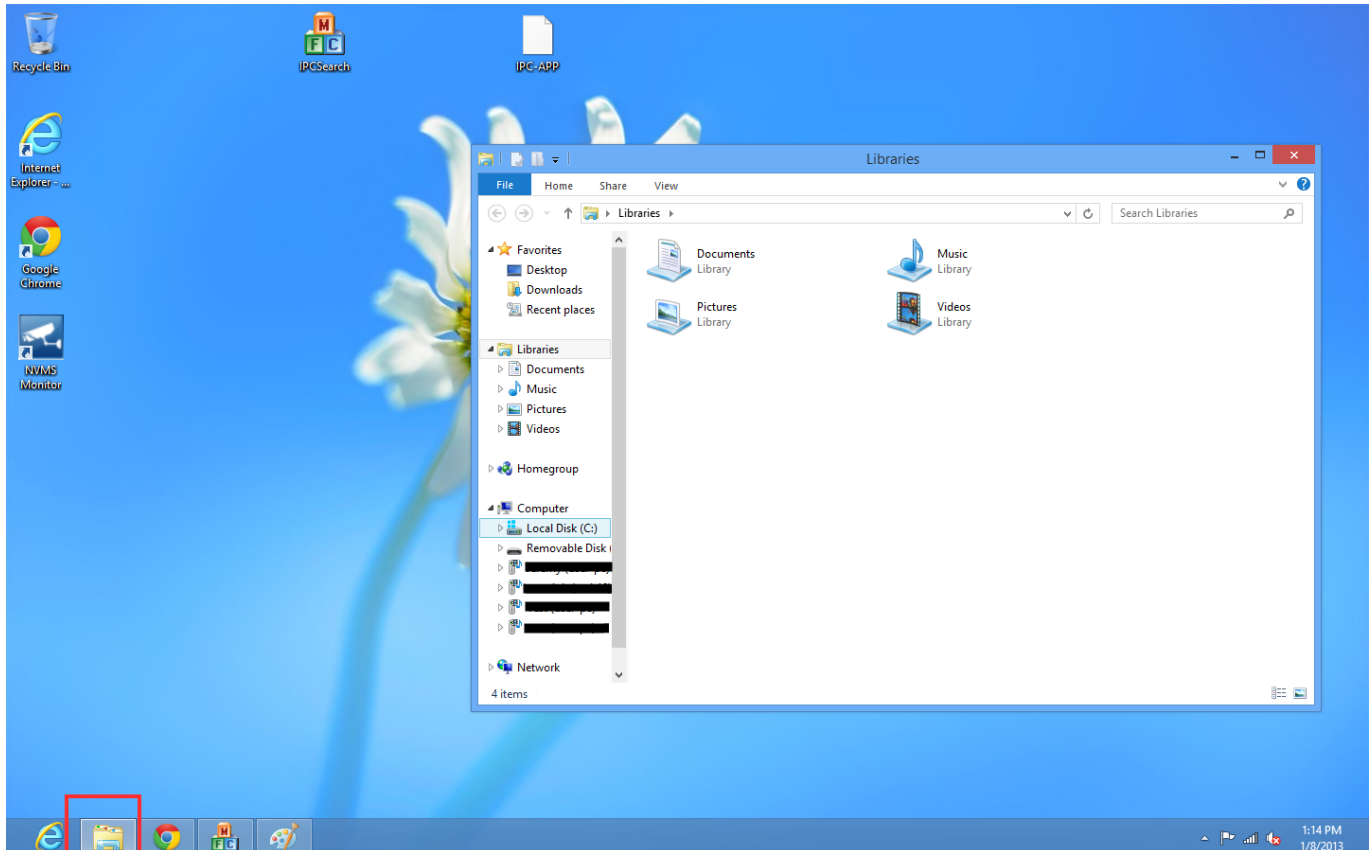 Recycle Bin
IPCSearch
IPC-APP
Internet
Explorer - ...
Google
Chrome
NVMS
Monitor
Libraries
File Home Share View
Libraries
Search Libraries
Favorites
Desktop
Downloads
Recent places
Libraries
Documents
Music
Pictures
Videos
Homegroup
Computer
Local Disk (C:)
Removable Disk (
Network
Documents
Library
Music
Library
Pictures
Library
Videos
Library
4 items
1:14 PM
1/8/2013